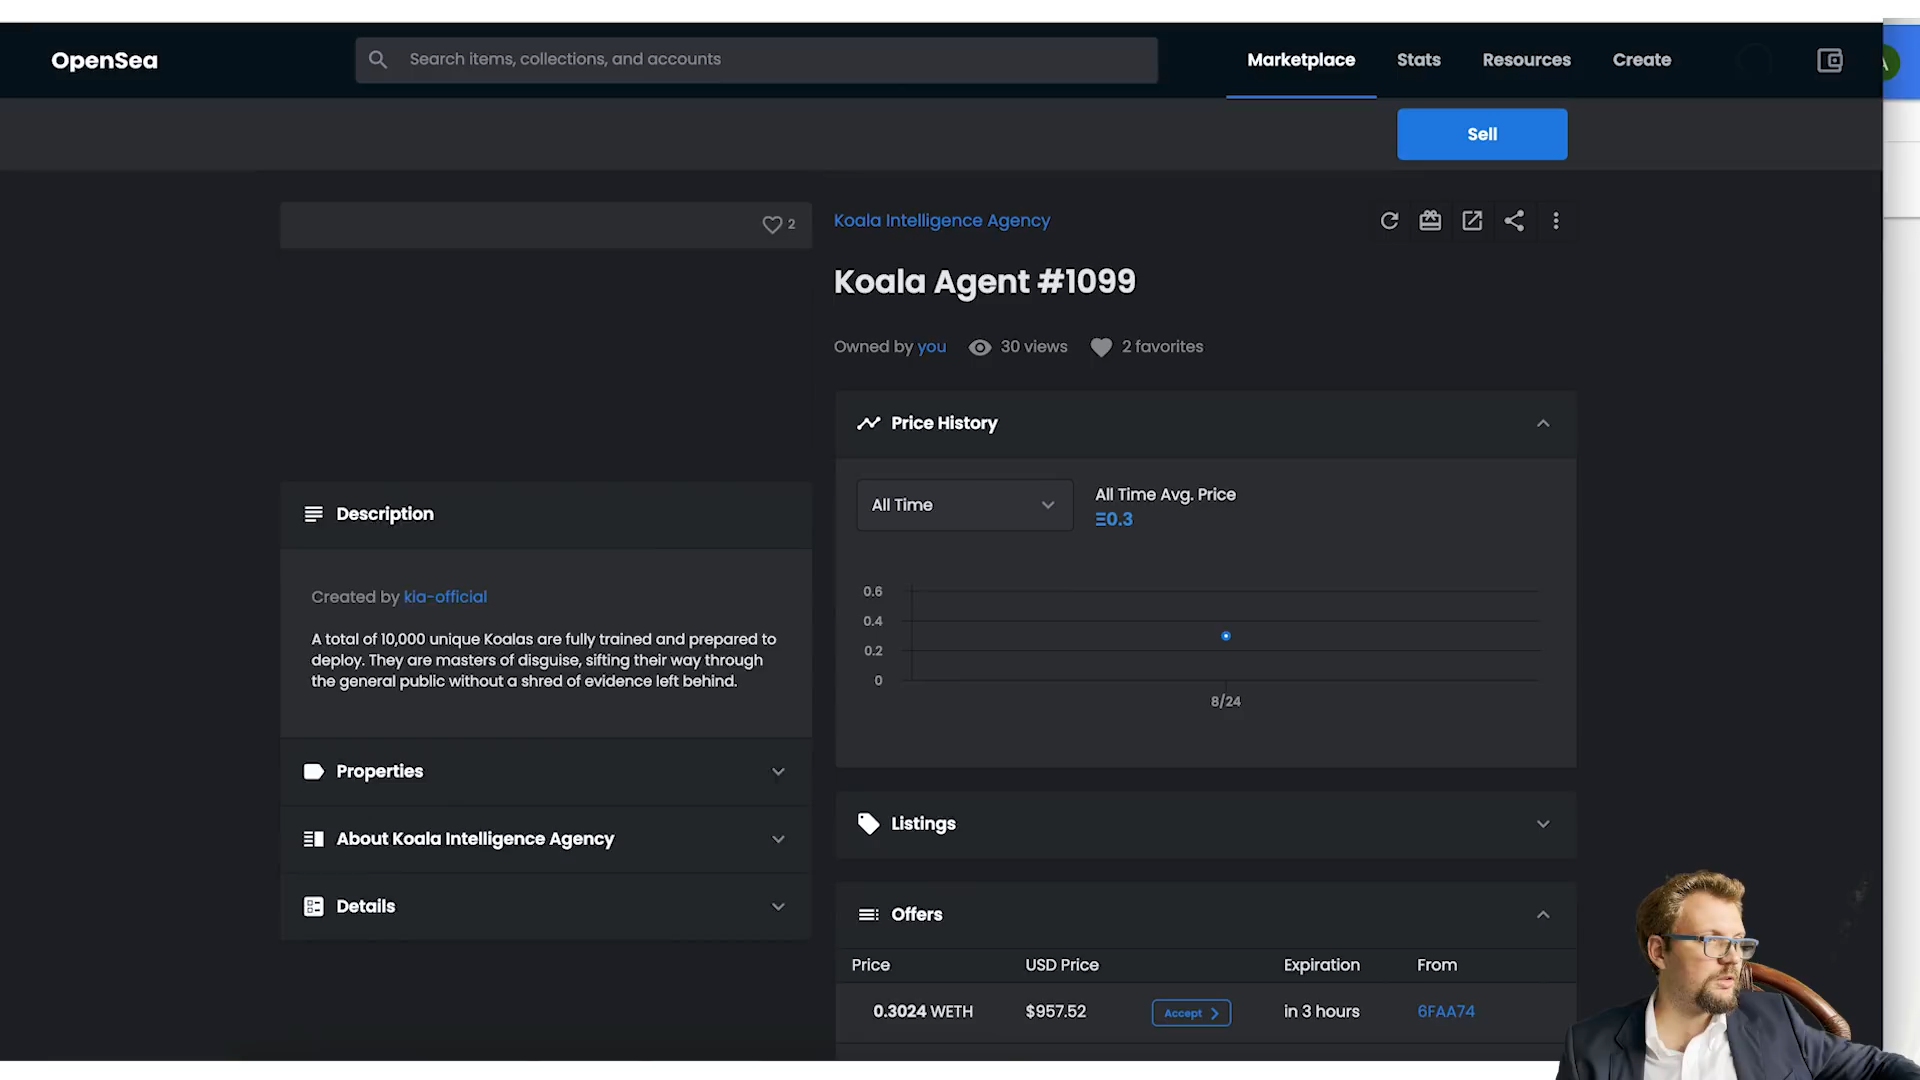 OpenSea
Search items, collections, and accounts
Marketplace
Stats
Resources
Create
A
Sell
2
Koala Intelligence Agency
Koala Agent #1099
Owned by you
30 views
2 favorites
Price History
All Time
All Time Avg. Price
Ξ0.3
0.6
0.4
0.2
0
8/24
Description
Created by kia-official
A total of 10,000 unique Koalas are fully trained and prepared to
deploy. They are masters of disguise, sifting their way through
the general public without a shred of evidence left behind.
Properties
About Koala Intelligence Agency
Details
Listings
Offers
Price USD Price Expiration From
0.3024 WETH $957.52 Accept in 3 hours 6FAA74